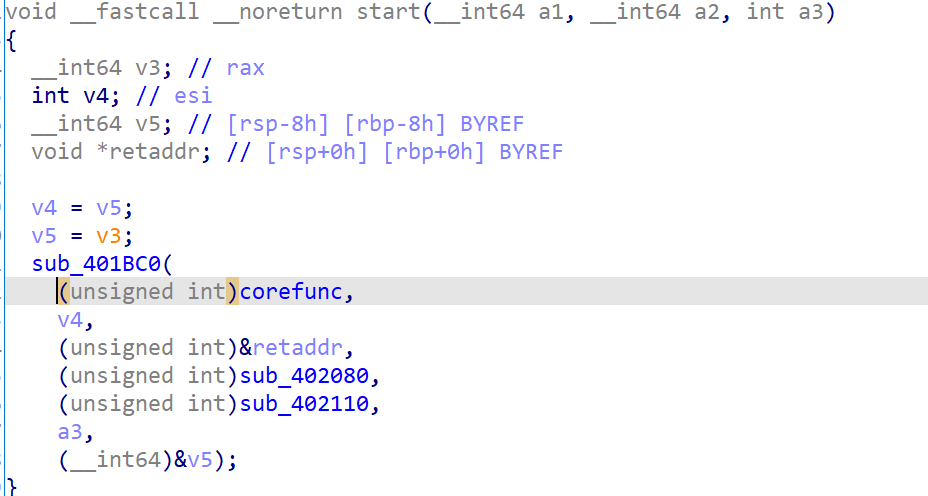 void __fastcall __noreturn start(__int64 a1, __int64 a2, int a3)
{
  __int64 v3; // rax
  int v4; // esi
  __int64 v5; // [rsp-8h] [rbp-8h] BYREF
  void *retaddr; // [rsp+0h] [rbp+0h] BYREF

  v4 = v5;
  v5 = v3;
  sub_401BC0(
    (unsigned int)corefunc,
    v4,
    (unsigned int)&retaddr,
    (unsigned int)sub_402080,
    (unsigned int)sub_402110,
    a3,
    (__int64)&v5);
}